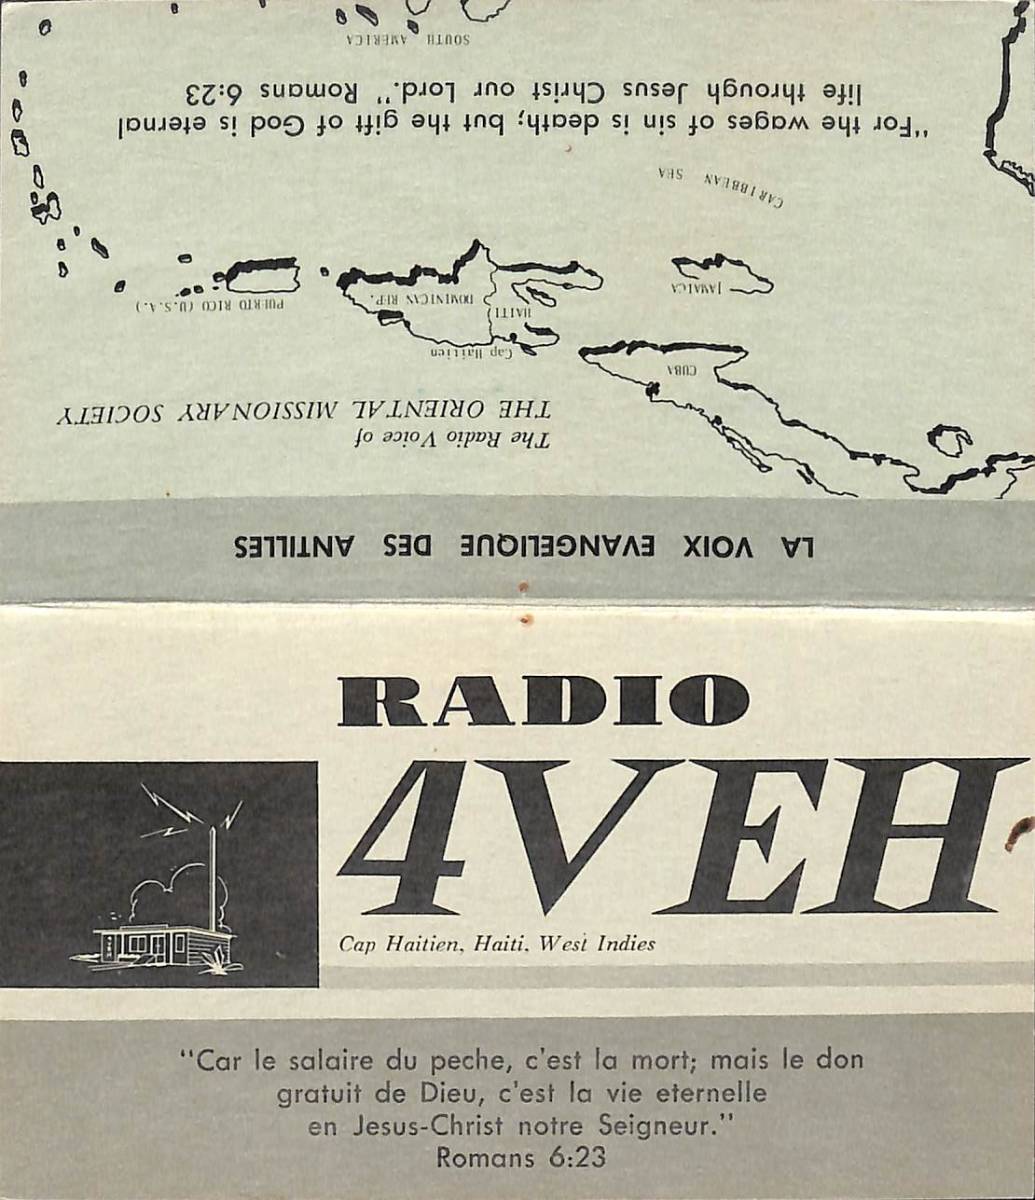 RADIO
4VEH
Cap Haitien, Haiti, West Indies
"Car le salaire du peche, c'est la mort; mais le don
gratuit de Dieu, c'est la vie eternelle
en Jesus-Christ notre Seigneur."
Romans 6:23
LA VOIX EVANGELIQUE DES ANTILLES
The Radio Voice of
THE ORIENTAL MISSIONARY SOCIETY
CUBA
Cap Haitien
HAITI
DOMINICAN REP.
JAMAICA
PUERTO RICO (U.S.A.)
CARIBBEAN SEA
"For the wages of sin is death; but the gift of God is eternal
life through Jesus Christ our Lord." Romans 6:23
SOUTH AMERICA